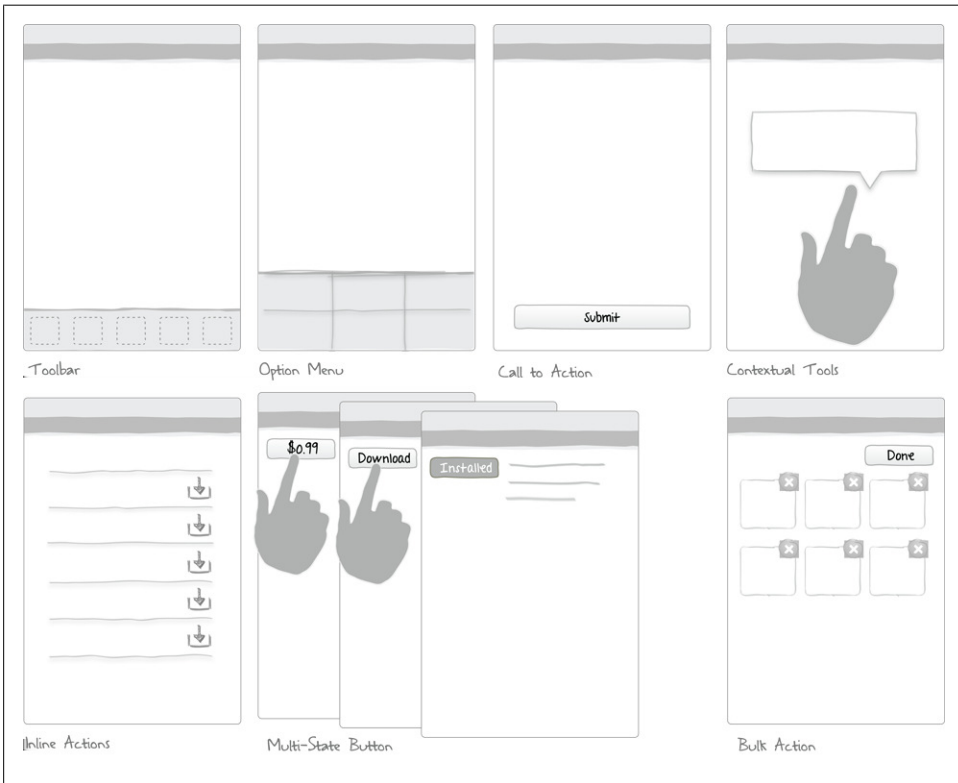 Submit
Toolbar
Option Menu
Call to Action
Contextual Tools
$0.99
Download
Installed
Done
Inline Actions
Multi-State Button
Bulk Action